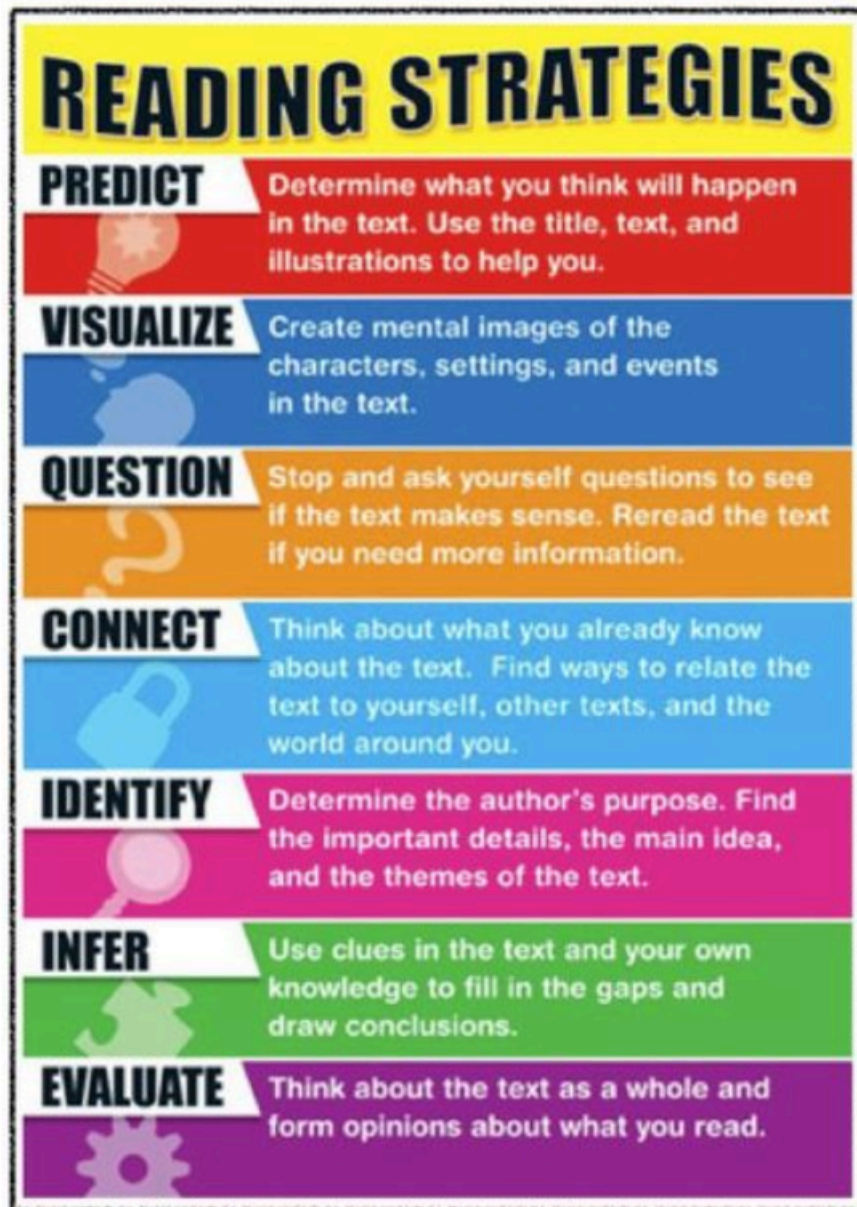 READING STRATEGIES
PREDICT
Determine what you think will happen
in the text. Use the title, text, and
illustrations to help you.
VISUALIZE
Create mental images of the
characters, settings, and events
in the text.
QUESTION
Stop and ask yourself questions to see
if the text makes sense. Reread the text
if you need more information.
CONNECT
Think about what you already know
about the text. Find ways to relate the
text to yourself, other texts, and the
world around you.
IDENTIFY
Determine the author's purpose. Find
the important details, the main idea,
and the themes of the text.
INFER
Use clues in the text and your own
knowledge to fill in the gaps and
draw conclusions.
EVALUATE
Think about the text as a whole and
form opinions about what you read.